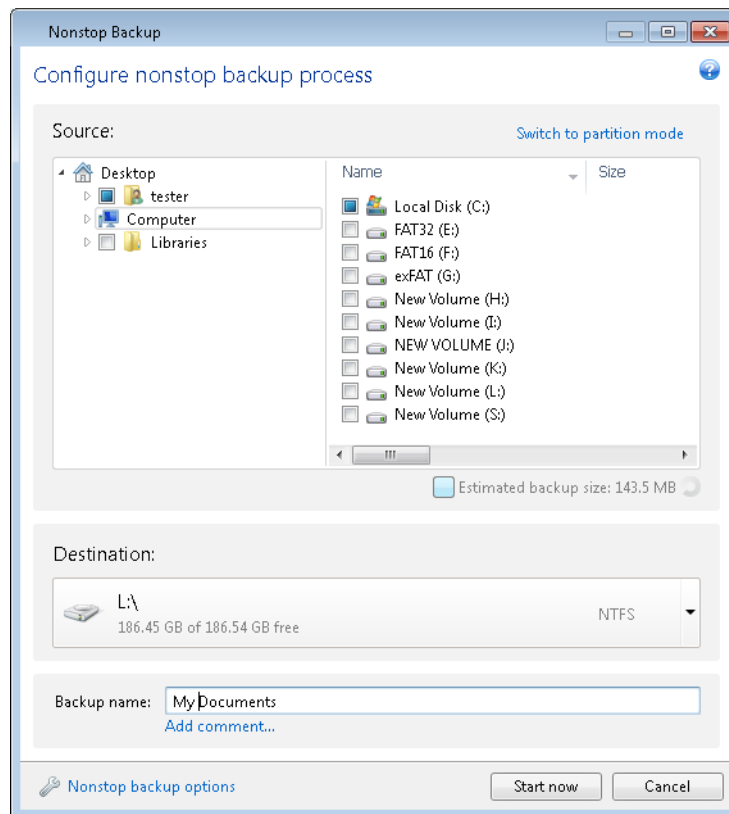 Nonstop Backup
Configure nonstop backup process
Source:
Switch to partition mode
Desktop
tester
Computer
Libraries
Name Size
Local Disk (C:)
FAT32 (E:)
FAT16 (F:)
exFAT (G:)
New Volume (H:)
New Volume (I:)
NEW VOLUME (J:)
New Volume (K:)
New Volume (L:)
New Volume (S:)
Estimated backup size: 143.5 MB
Destination:
L:\
186.45 GB of 186.54 GB free
NTFS
Backup name: My Documents
Add comment...
Nonstop backup options
Start now Cancel